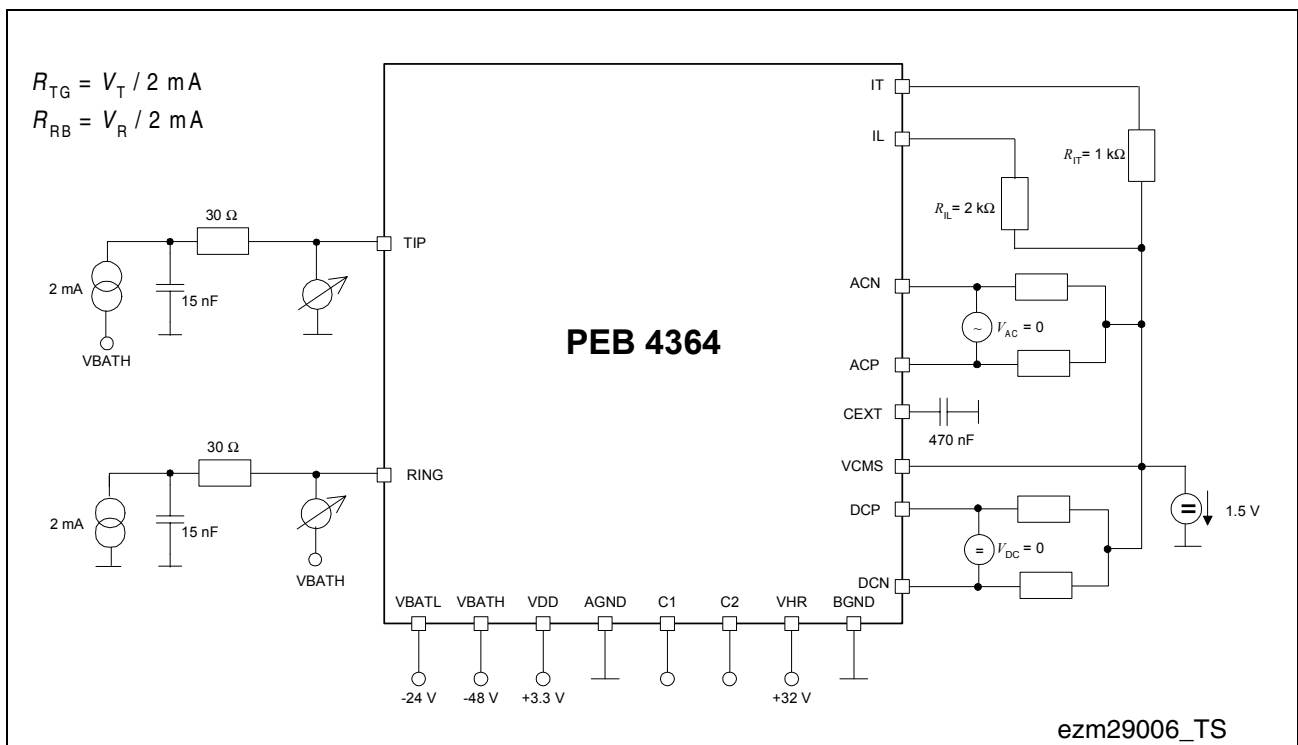 R_TG = V_T / 2 mA
R_RB = V_R / 2 mA
IT
IL
R_IT = 1 kΩ
R_IL = 2 kΩ
30 Ω
TIP
2 mA
15 nF
VBATH
PEB 4364
ACN
~ V_AC = 0
ACP
CEXT
470 nF
30 Ω
RING
VCMS
2 mA
15 nF
VBATH
DCP
= V_DC = 0
= 1.5 V
DCN
VBATL VBATH VDD AGND C1 C2 VHR BGND
-24 V -48 V +3.3 V +32 V
ezm29006_TS